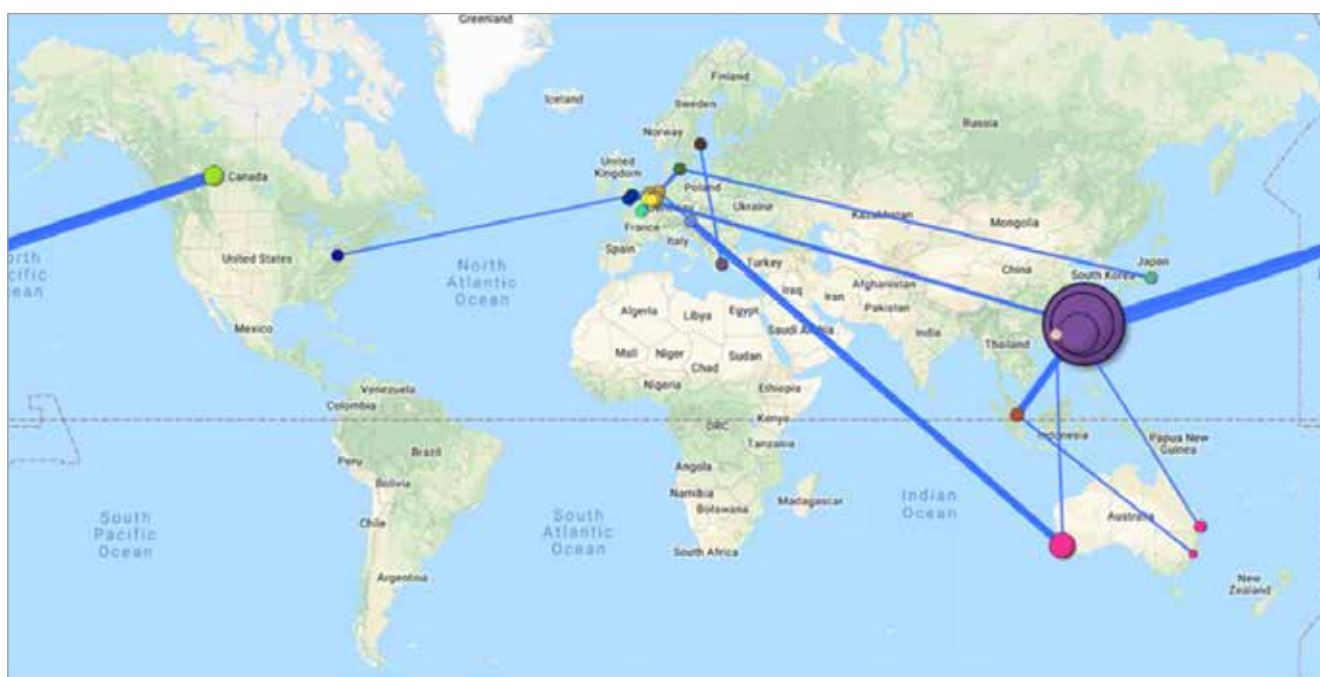 Greenland
Iceland
Finland
Sweden
Norway
Russia
United
Kingdom
Canada
Poland
Ukraine
Kazakhstan
Mongolia
France
Spain
Italy
Turkey
North
Atlantic
Ocean
United States
China
South Korea
Japan
Iraq
Iran
Afghanistan
Pakistan
Algeria
Libya
Egypt
Saudi Arabia
India
Mexico
Thailand
Mali
Niger
Chad
Sudan
Nigeria
Ethiopia
Venezuela
Colombia
Kenya
DRC
Tanzania
Indonesia
Papua New
Guinea
Brazil
Peru
Bolivia
Angola
Namibia
Botswana
Madagascar
Indian
Ocean
Australia
South
Pacific
Ocean
Chile
South
Atlantic
Ocean
South Africa
Argentina
New
Zealand